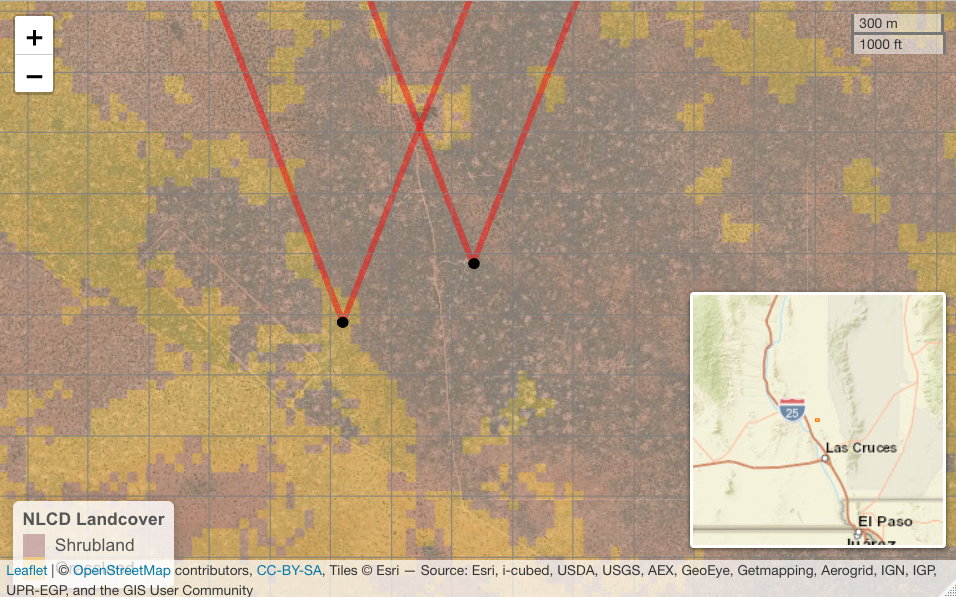 +
−
300 m
1000 ft
25
Las Cruces
El Paso
Juárez
NLCD Landcover
Shrubland
Leaflet | © OpenStreetMap contributors, CC-BY-SA, Tiles © Esri — Source: Esri, i-cubed, USDA, USGS, AEX, GeoEye, Getmapping, Aerogrid, IGN, IGP,
UPR-EGP, and the GIS User Community